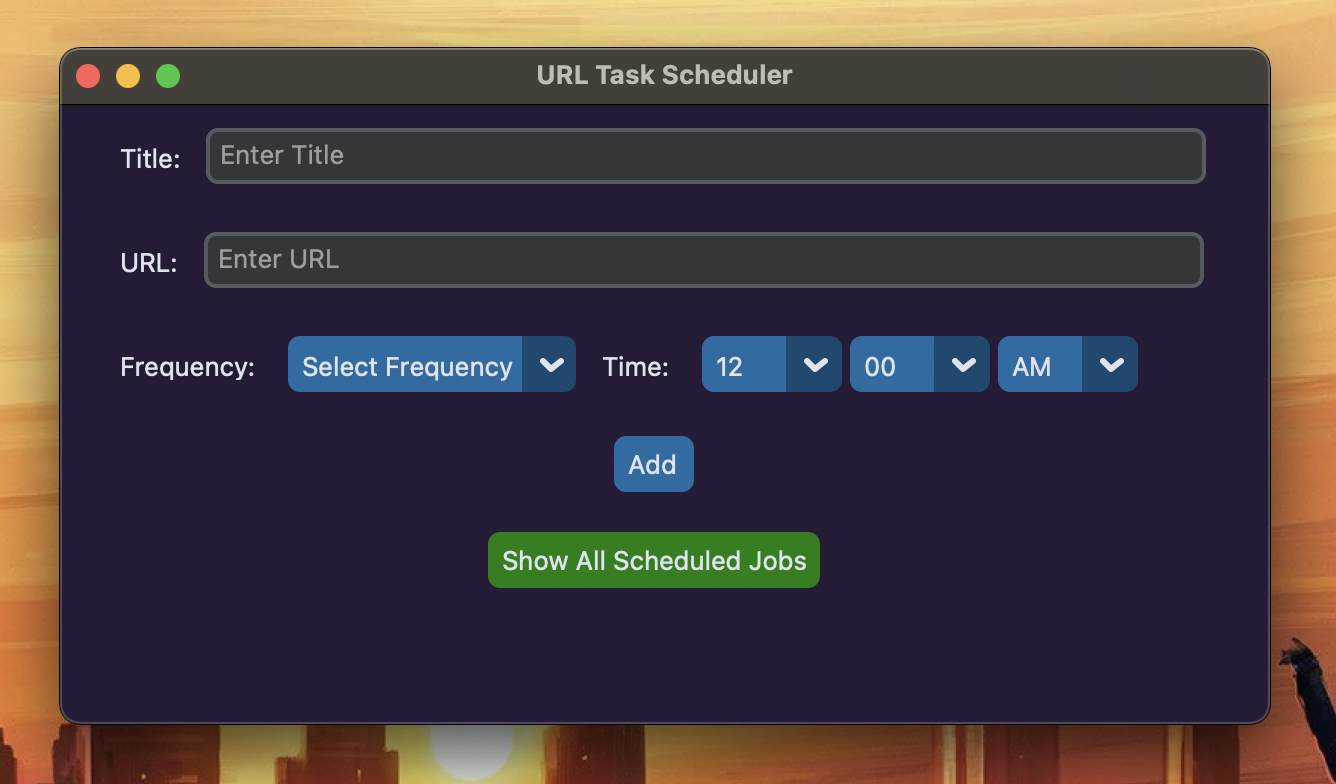 URL Task Scheduler
Title: Enter Title
URL: Enter URL
Frequency: Select Frequency Time: 12 00 AM
Add
Show All Scheduled Jobs